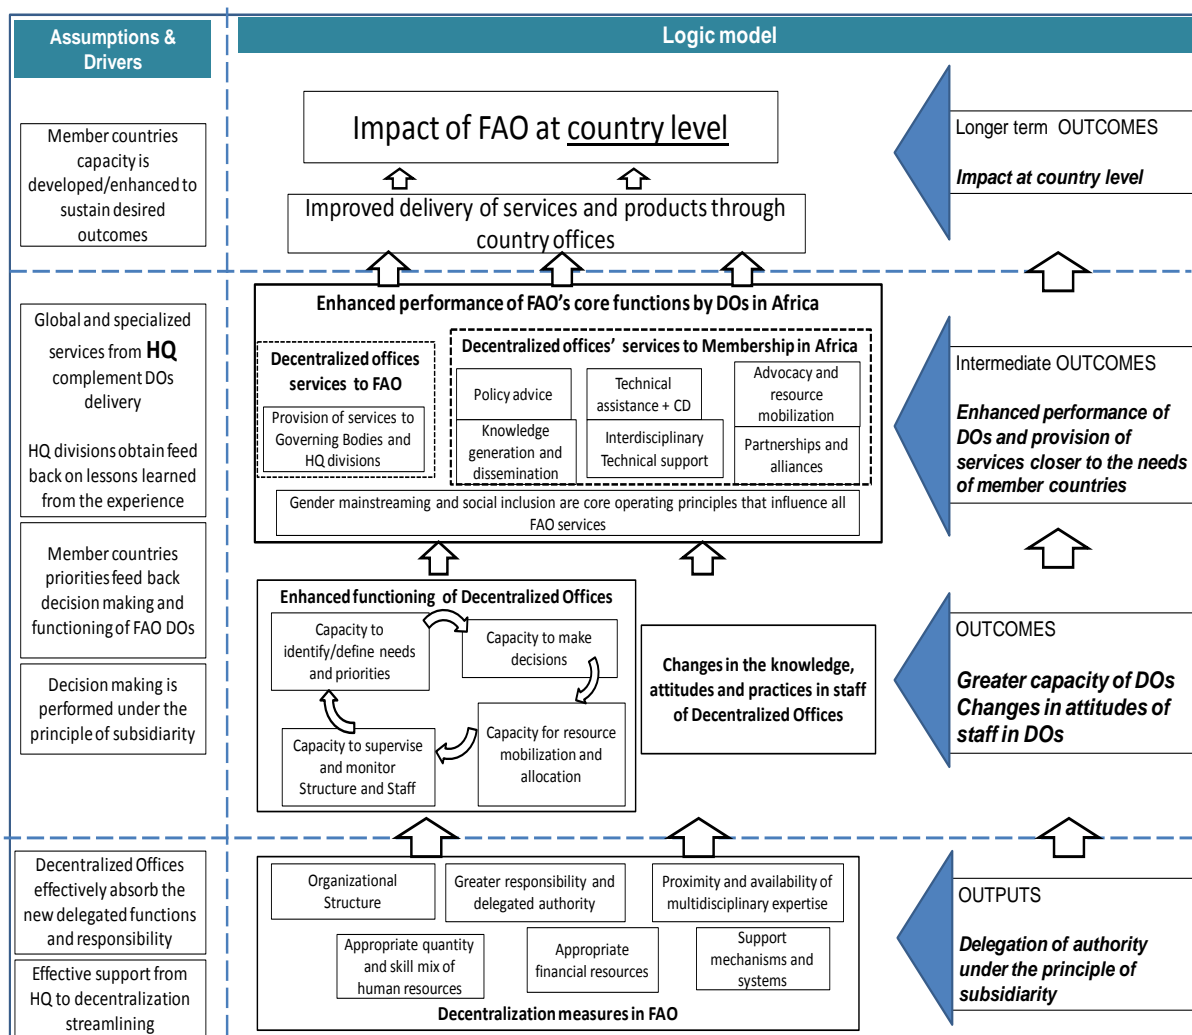 Assumptions &
Drivers
Logic model
Member countries
capacity is
developed/enhanced to
sustain desired
outcomes
Impact of FAO at country level
Improved delivery of services and products through
country offices
Longer term OUTCOMES
Impact at country level
Global and specialized
services from HQ
complement DOs
delivery
HQ divisions obtain feed
back on lessons learned
from the experience
Member countries
priorities feed back
decision making and
functioning of FAO DOs
Decision making is
performed under the
principle of subsidiarity
Enhanced performance of FAO's core functions by DOs in Africa
Decentralized offices
services to FAO
Provision of services to
Governing Bodies and
HQ divisions
Decentralized offices' services to Membership in Africa
Policy advice
Technical
assistance + CD
Advocacy and
resource
mobilization
Knowledge
generation and
dissemination
Interdisciplinary
Technical support
Partnerships and
alliances
Gender mainstreaming and social inclusion are core operating principles that influence all
FAO services
Intermediate OUTCOMES
Enhanced performance of
DOs and provision of
services closer to the needs
of member countries
Enhanced functioning of Decentralized Offices
Capacity to
identify/define needs
and priorities
Capacity to make
decisions
Capacity to supervise
and monitor
Structure and Staff
Capacity for resource
mobilization and
allocation
Changes in the knowledge,
attitudes and practices in staff
of Decentralized Offices
OUTCOMES
Greater capacity of DOs
Changes in attitudes of
staff in DOs
Decentralized Offices
effectively absorb the
new delegated functions
and responsibility
Effective support from
HQ to decentralization
streamlining
Organizational
Structure
Greater responsibility and
delegated authority
Proximity and availability of
multidisciplinary expertise
Appropriate quantity
and skill mix of
human resources
Appropriate
financial resources
Support
mechanisms and
systems
Decentralization measures in FAO
OUTPUTS
Delegation of authority
under the principle of
subsidiarity